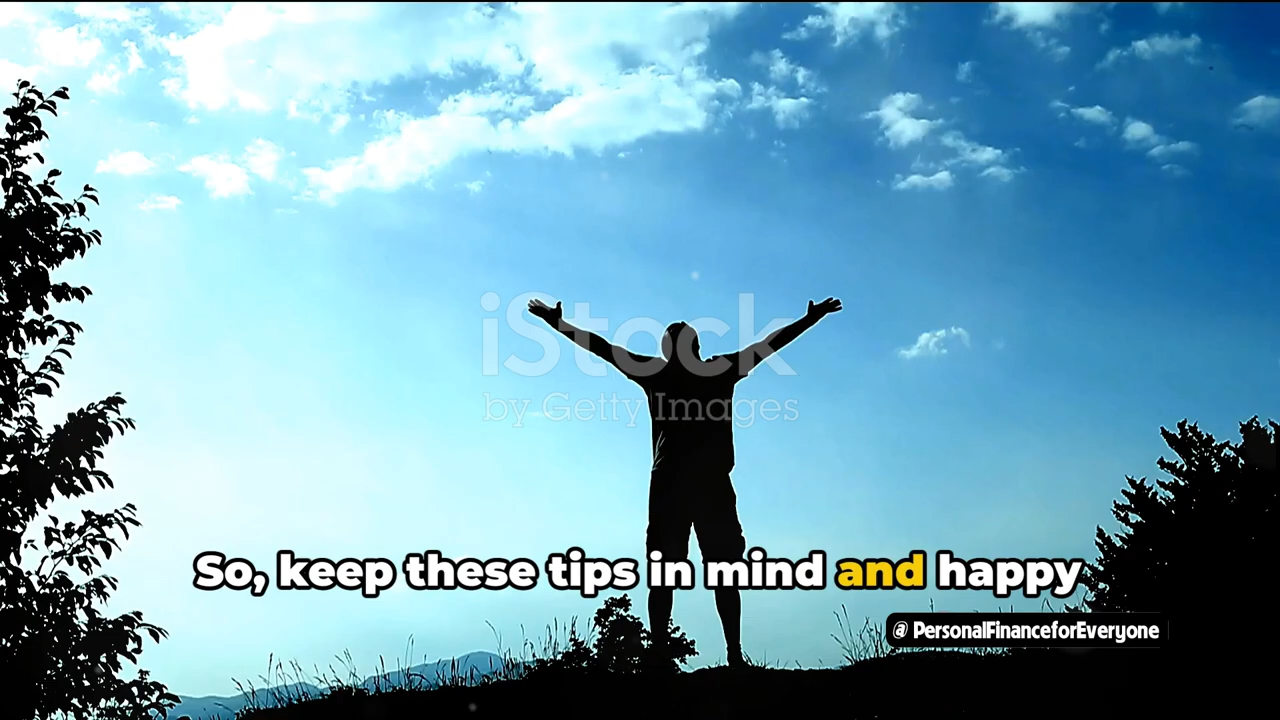 iStock
by Getty Images
So, keep these tips in mind and happy
@ PersonalFinanceforEveryone